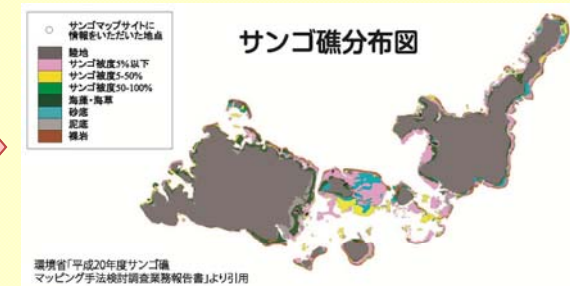 サンゴ礁分布図
サンゴマップサイトに
情報をいただいた地点
陸地
サンゴ被度5%以下
サンゴ被度5-50%
サンゴ被度50-100%
海藻・海草
砂底
泥底
裸岩
環境省「平成20年度サンゴ礁
マッピング手法検討調査業務報告書」より引用